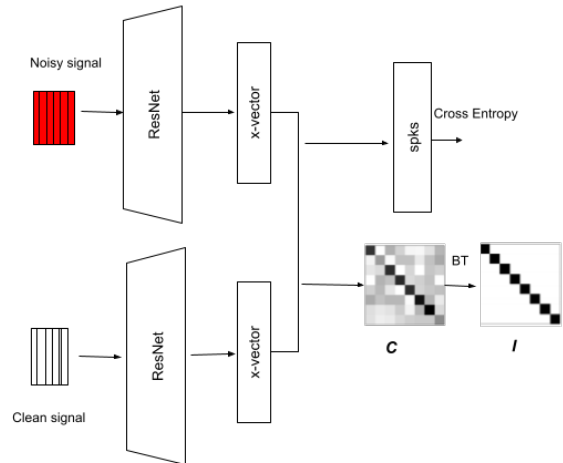 Noisy signal
ResNet
x-vector
spks
Cross Entropy
ResNet
x-vector
BT
C
I
Clean signal